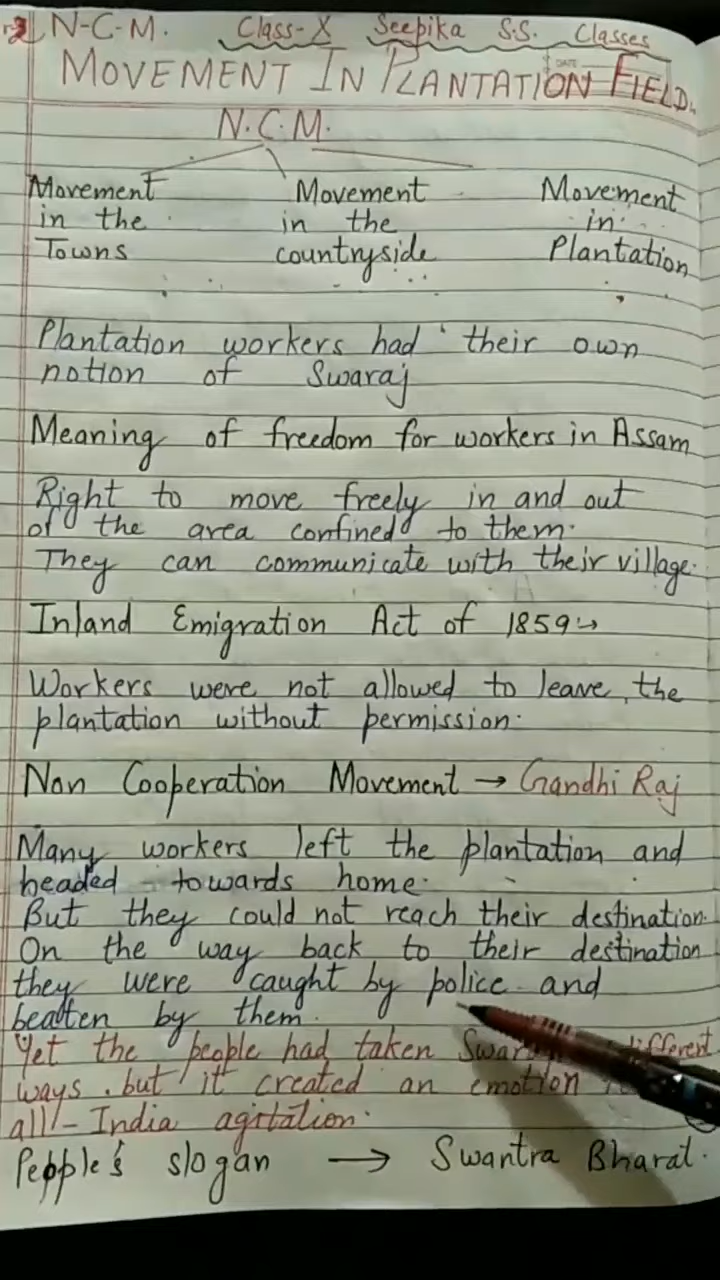 N-C-M. Class-X Seepika S.S. Classes
MOVEMENT IN PLANTATION FIELD
DATE
N.C.M.
Movement in the Towns
Movement in the countryside
Movement in Plantation
Plantation workers had their own
notion of Swaraj
Meaning of freedom for workers in Assam
Right to move freely in and out
of the area confined to them.
They can communicate with their village.
Inland Emigration Act of 1859→
Workers were not allowed to leave the
plantation without permission.
Non Cooperation Movement → Gandhi Raj
Many workers left the plantation and
headed towards home.
But they could not reach their destination.
On the way back to their destination
they were caught by police and
beaten by them.
Yet the people had taken different
ways. but it created an emotion
all-India agitation.
People's slogan → Swantra Bharat.